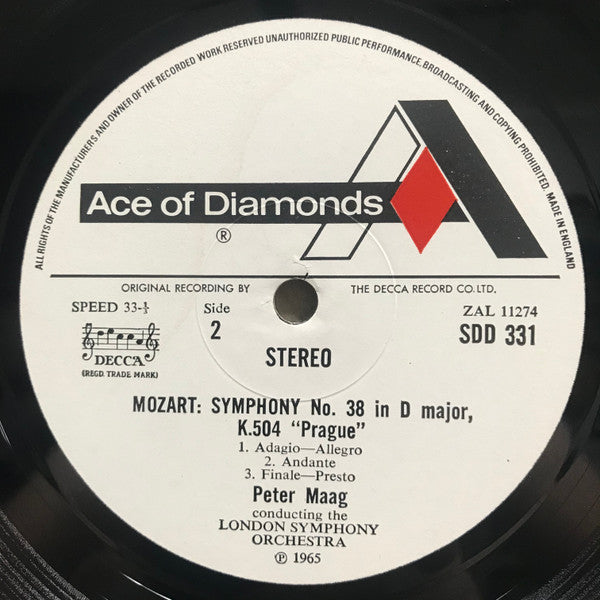 ALL RIGHTS OF THE MANUFACTURERS AND OWNER OF THE RECORDED WORK RESERVED UNAUTHORIZED PUBLIC PERFORMANCE, BROADCASTING AND COPYING OF THIS RECORD PROHIBITED. MADE IN ENGLAND
Ace of Diamonds
®
ORIGINAL RECORDING BY THE DECCA RECORD CO. LTD.
SPEED 33-⅓ Side ZAL 11274
2 SDD 331
DECCA
(REGD. TRADE MARK)
STEREO
MOZART: SYMPHONY No. 38 in D major,
K.504 "Prague"
1. Adagio—Allegro
2. Andante
3. Finale—Presto
Peter Maag
conducting the
LONDON SYMPHONY
ORCHESTRA
℗ 1965